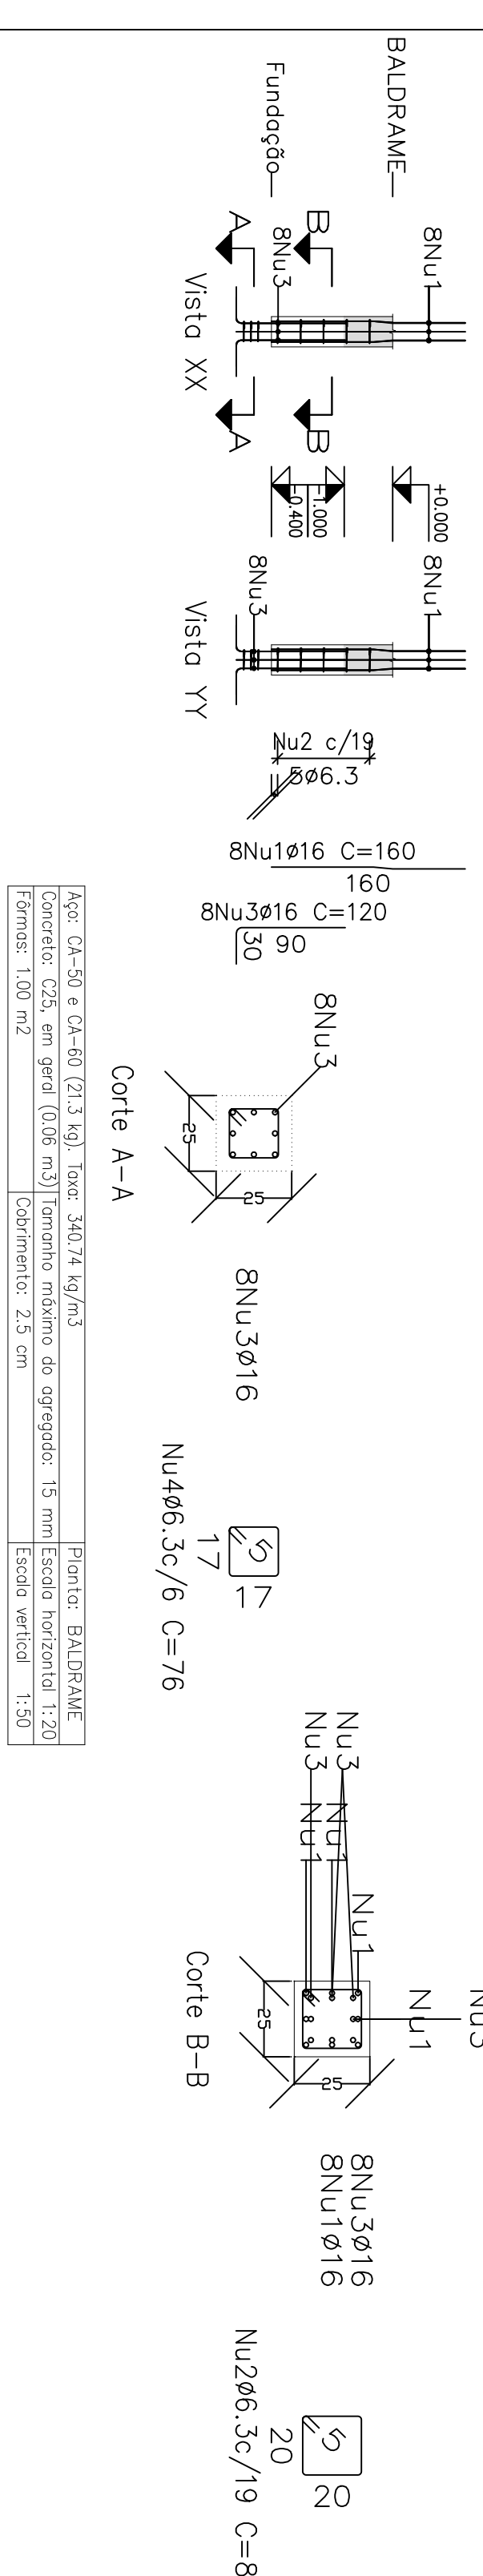 BALDRAME
Fundação
8Nu1
8Nu3
A
B
A
B
Vista XX
+0.000
-1.000
-0.400
8Nu1
8Nu3
Vista YY
Nu2 c/19
5ø6.3
8Nu1ø16 C=160
160
8Nu3ø16 C=120
90
30
8Nu3
25
25
Corte A-A
8Nu3ø16
5
17
17
Nu4ø6.3c/6 C=76
Nu3
Nu3
Nu1
Nu1
Nu1
Nu1
25
25
Corte B-B
8Nu3ø16
8Nu1ø16
5
20
20
Nu2ø6.3c/19 C=8
Aço: CA-50 e CA-60 (21.3 kg). Taxa: 340.74 kg/m3
Planta: BALDRAME
Concreto: C25, em geral (0.06 m3)
Tamanho máximo do agregado: 15 mm
Escala horizontal 1:20
Fôrmas: 1.00 m2
Cobrimento: 2.5 cm
Escala vertical 1:50